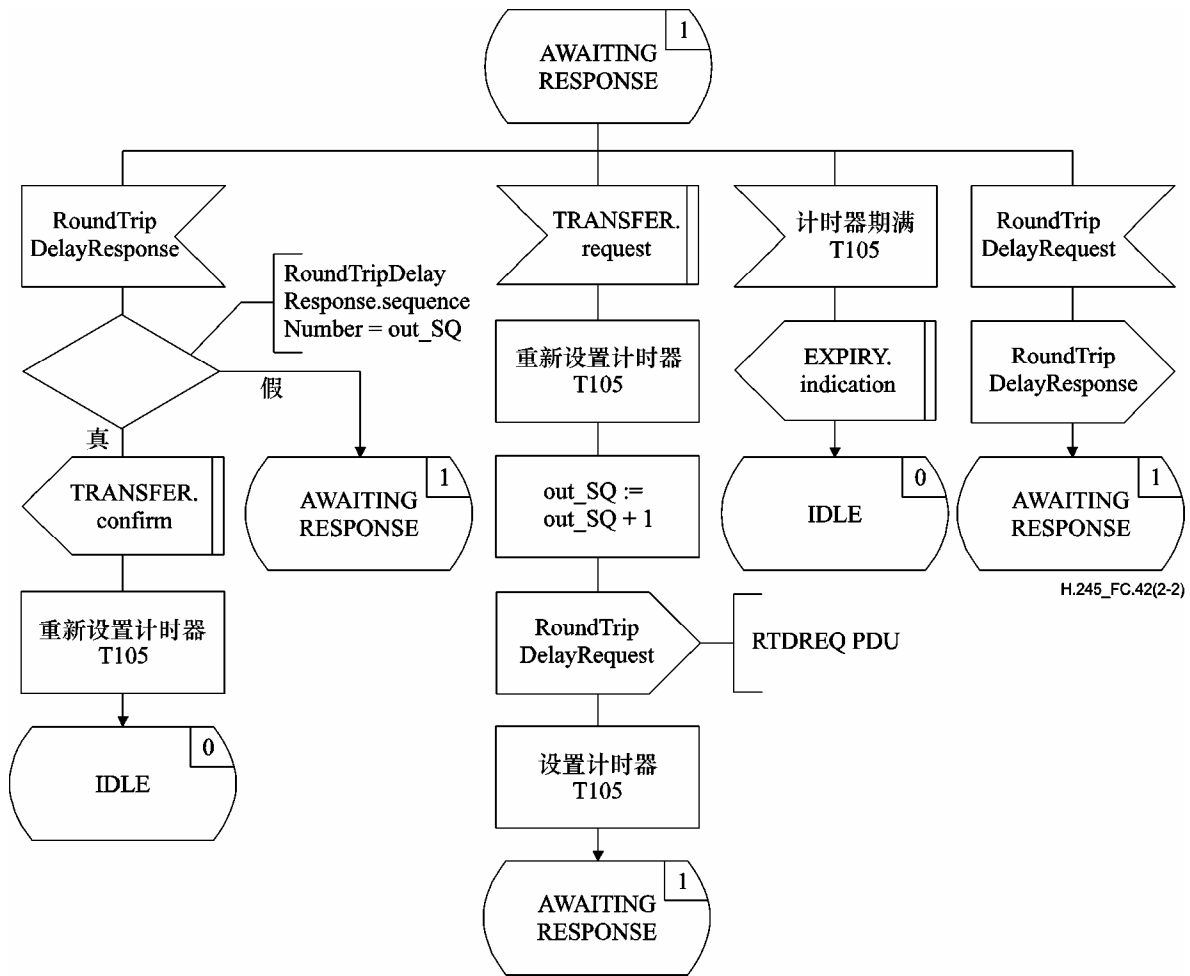 1
AWAITING
RESPONSE
RoundTrip
DelayResponse
RoundTripDelay
Response.sequence
Number = out_SQ
假
真
1
AWAITING
RESPONSE
TRANSFER.
confirm
重新设置计时器
T105
0
IDLE
TRANSFER.
request
重新设置计时器
T105
out_SQ :=
out_SQ + 1
RoundTrip
DelayRequest
RTDREQ PDU
设置计时器
T105
1
AWAITING
RESPONSE
计时器期满
T105
EXPIRY.
indication
0
IDLE
RoundTrip
DelayRequest
RoundTrip
DelayResponse
1
AWAITING
RESPONSE
H.245_FC.42(2-2)